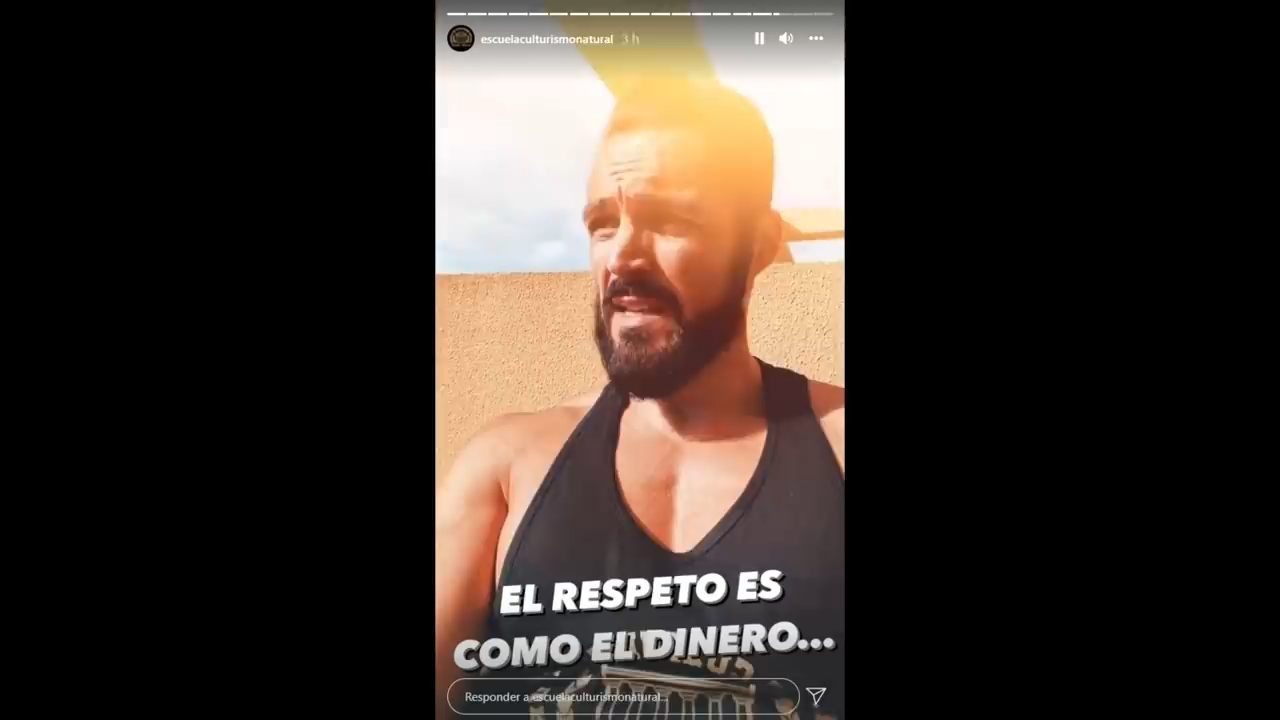 escuelaculturismonatural 3 h
EL RESPETO ES
COMO EL DINERO...
Responder a escuelaculturismonatural...